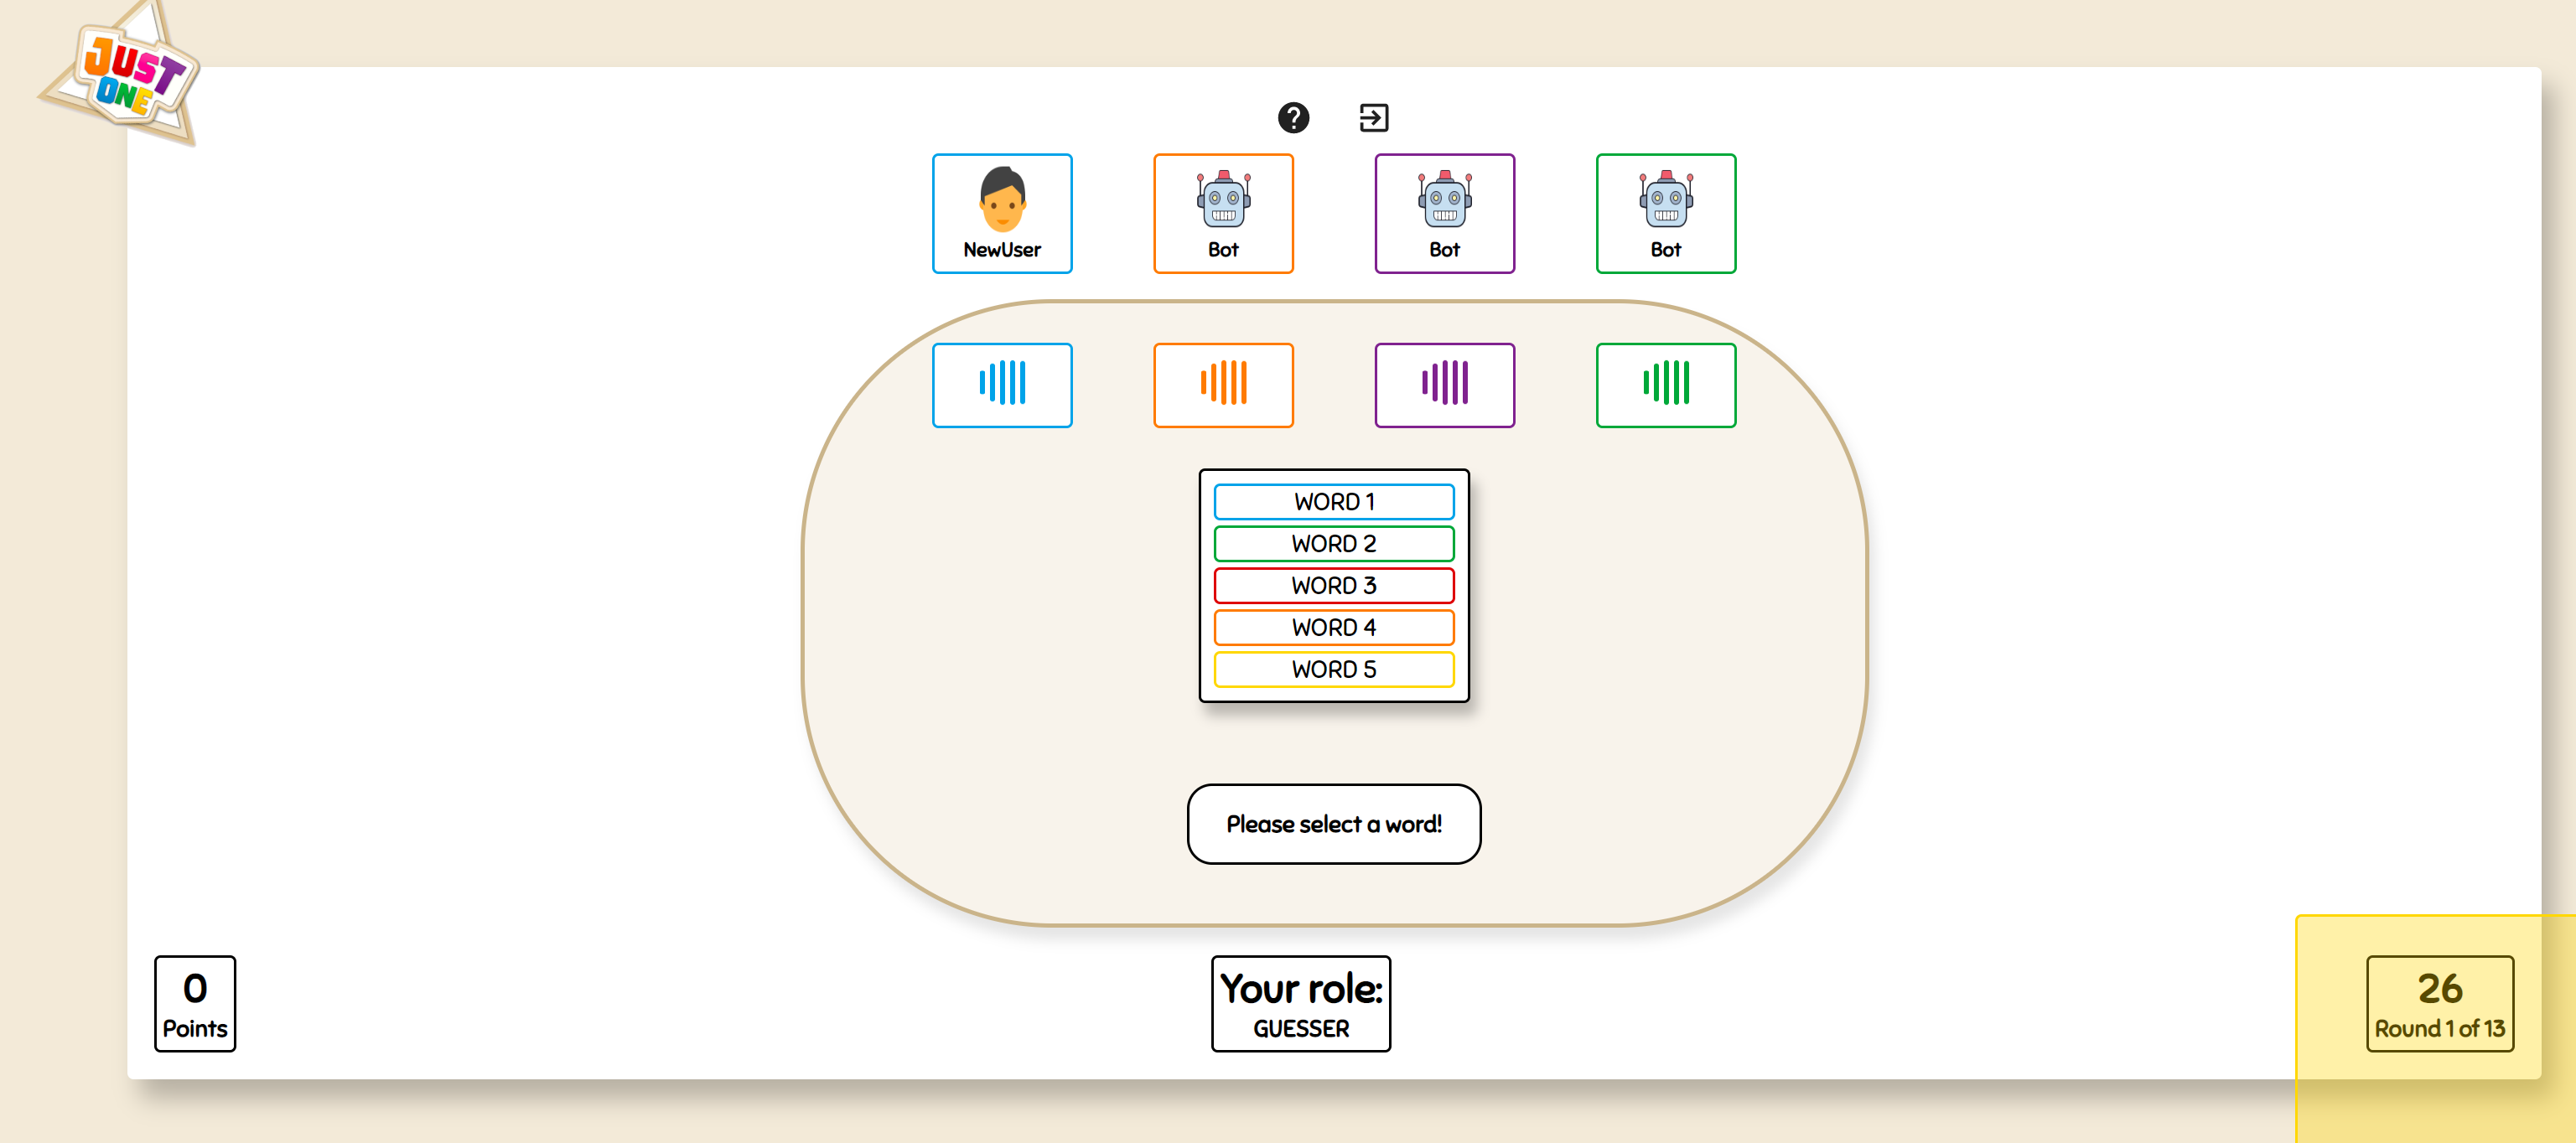 JUST
ONE
?
NewUser
Bot
Bot
Bot
WORD 1
WORD 2
WORD 3
WORD 4
WORD 5
Please select a word!
0
Points
Your role:
GUESSER
26
Round 1 of 13